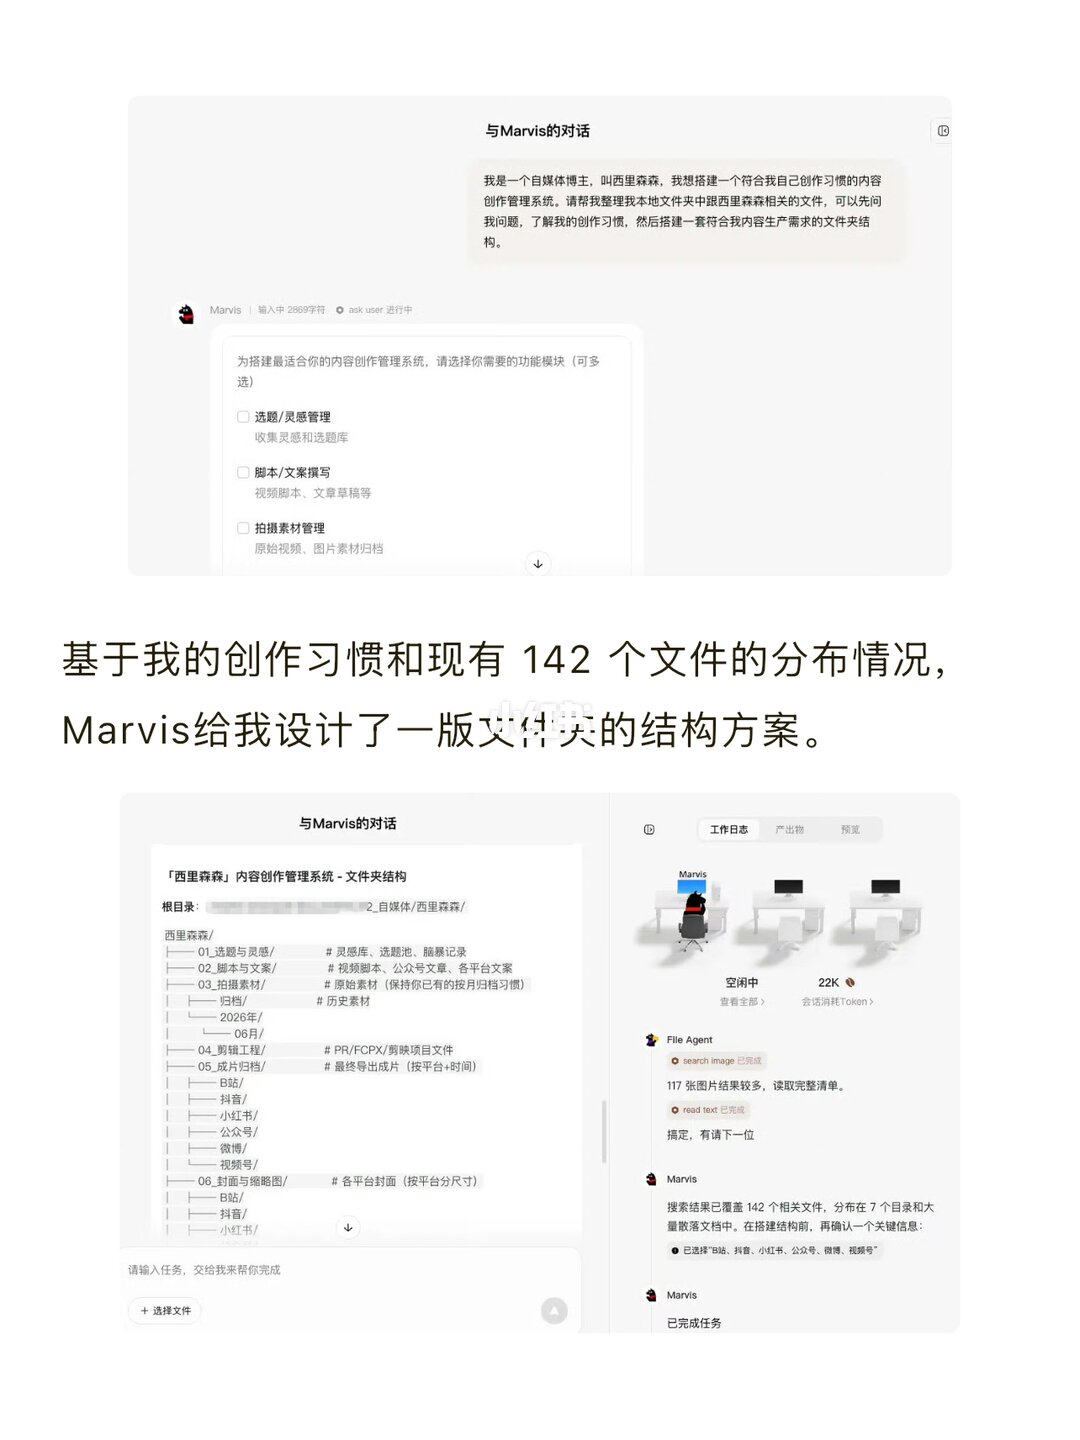 与Marvis的对话
我是一个自媒体博主，叫西里森森，我想搭建一个符合我自己创作习惯的内容
创作管理系统。请帮我整理我本地文件夹中跟西里森森相关的文件，可以先问
我问题，了解我的创作习惯，然后搭建一套符合我内容生产需求的文件夹结
构。
Marvis | 输入中 2869字符 ask user 进行中
为搭建最适合你的内容创作管理系统，请选择你需要的功能模块（可多
选）
选题/灵感管理
收集灵感和选题库
脚本/文案撰写
视频脚本、文章草稿等
拍摄素材管理
原始视频、图片素材归档
基于我的创作习惯和现有 142 个文件的分布情况，
Marvis给我设计了一版文件夹的结构方案。
小红书
与Marvis的对话
「西里森森」内容创作管理系统 - 文件夹结构
根目录： 2_自媒体/西里森森/
西里森森/
├── 01_选题与灵感/ # 灵感库、选题池、脑暴记录
├── 02_脚本与文案/ # 视频脚本、公众号文章、各平台文案
├── 03_拍摄素材/ # 原始素材（保持你已有的按月归档习惯）
│ ├── 归档/ # 历史素材
│ └── 2026年/
│ └── 06月/
├── 04_剪辑工程/ # PR/FCPX/剪映项目文件
├── 05_成片归档/ # 最终导出成片（按平台+时间）
│ ├── B站/
│ ├── 抖音/
│ ├── 小红书/
│ ├── 公众号/
│ ├── 微博/
│ └── 视频号/
├── 06_封面与缩略图/ # 各平台封面（按平台分尺寸）
│ ├── B站/
│ ├── 抖音/
│ ├── 小红书/
请输入任务，交给我来帮你完成
+ 选择文件
工作日志 产出物 预览
Marvis
空闲中 22K
查看全部 > 会话消耗Token >
File Agent
search image 已完成
117 张图片结果较多，读取完整清单。
read text 已完成
搞定，有请下一位
Marvis
搜索结果已覆盖 142 个相关文件，分布在 7 个目录和大
量散落文档中。在搭建结构前，再确认一个关键信息：
已选择“B站、抖音、小红书、公众号、微博、视频号”
Marvis
已完成任务